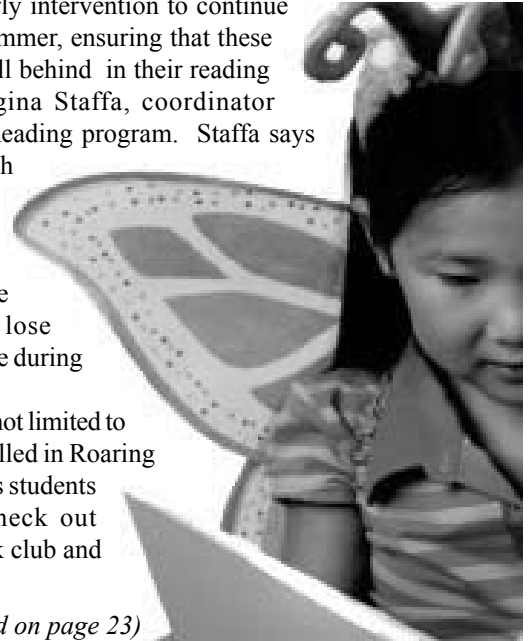 rly intervention to continue
mmer, ensuring that these
ll behind in their reading
gina Staffa, coordinator
eading program. Staffa says
h
e
lose
e during
not limited to
lled in Roaring
s students
heck out
k club and
d on page 23)